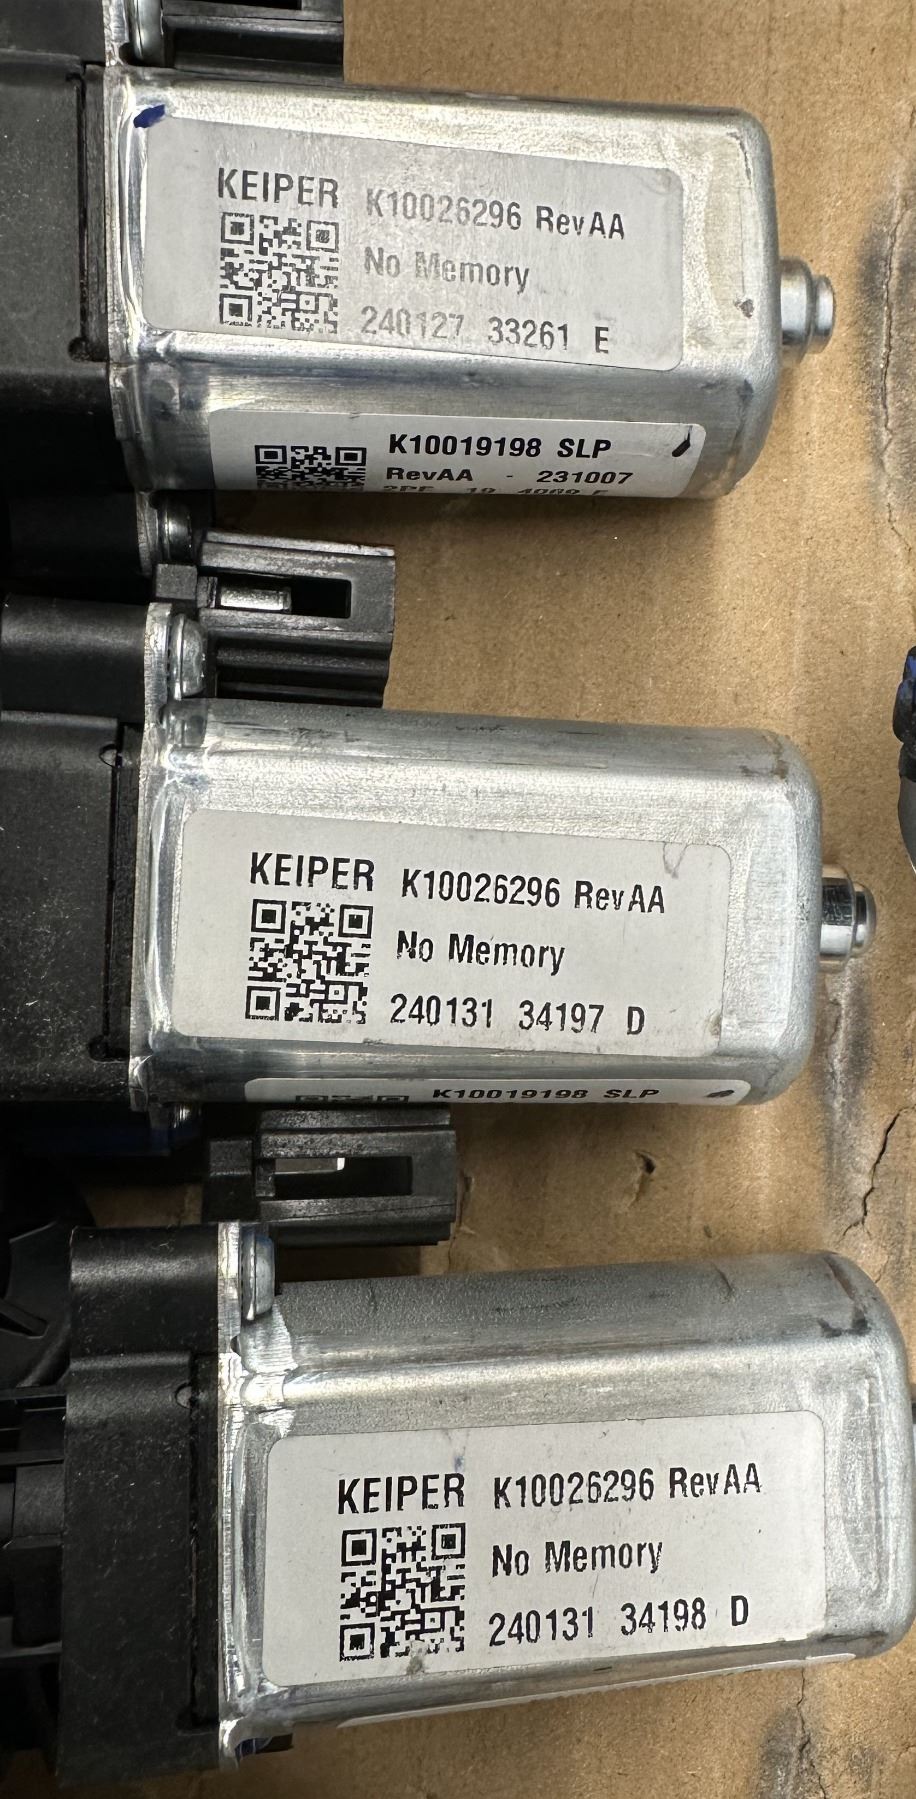 KEIPER K10026296 RevAA
No Memory
240127 33261 E
K10019198 SLP
RevAA - 231007
KEIPER K10026296 RevAA
No Memory
240131 34197 D
K10019198 SLP
KEIPER K10026296 RevAA
No Memory
240131 34198 D